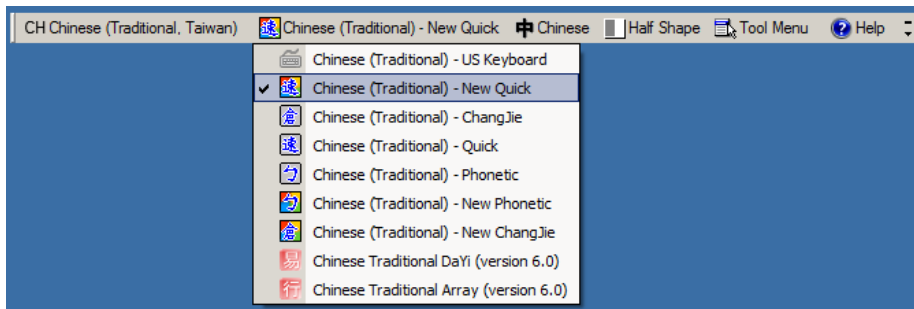 CH Chinese (Traditional, Taiwan) 速 Chinese (Traditional) - New Quick 中 Chinese Half Shape Tool Menu ? Help
Chinese (Traditional) - US Keyboard
速 Chinese (Traditional) - New Quick
倉 Chinese (Traditional) - ChangJie
速 Chinese (Traditional) - Quick
ㄅ Chinese (Traditional) - Phonetic
ㄅ Chinese (Traditional) - New Phonetic
倉 Chinese (Traditional) - New ChangJie
易 Chinese Traditional DaYi (version 6.0)
行 Chinese Traditional Array (version 6.0)